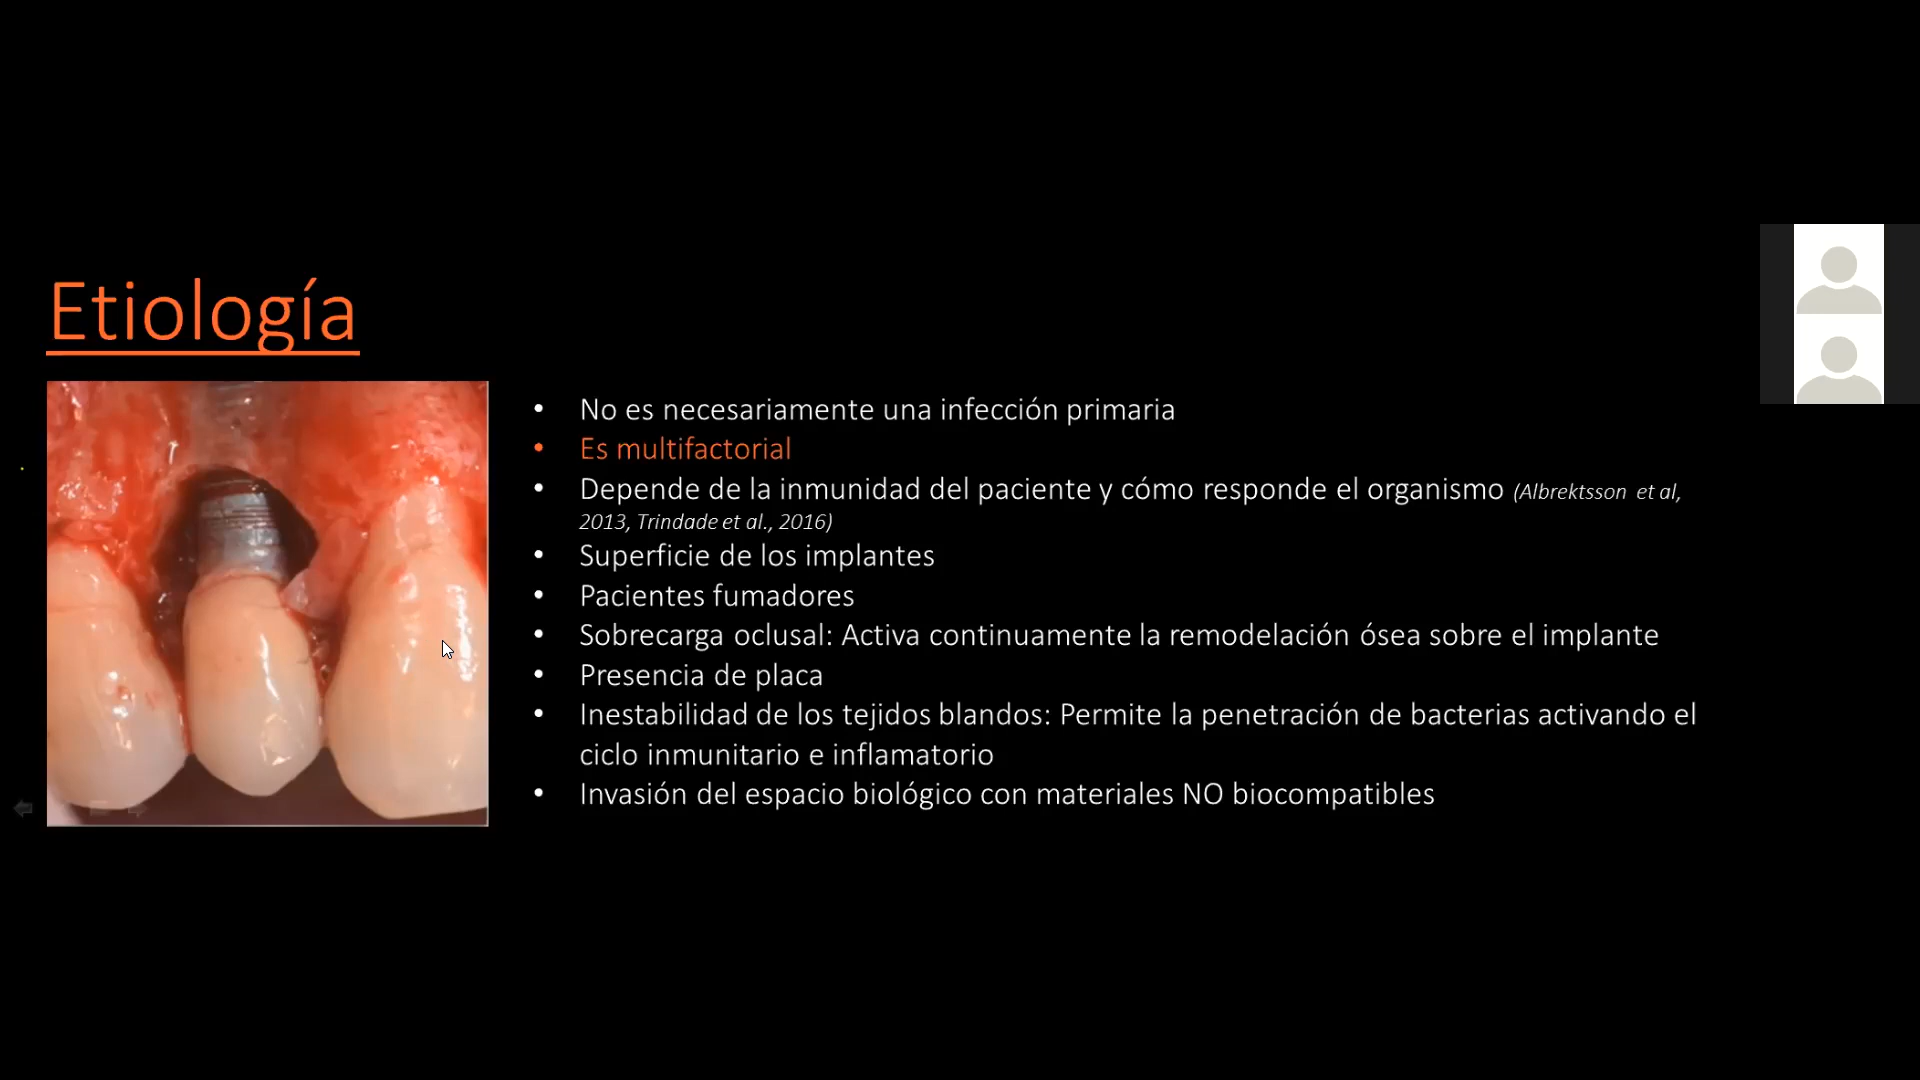 Etiología
• No es necesariamente una infección primaria
• Es multifactorial
• Depende de la inmunidad del paciente y cómo responde el organismo (Albrektsson et al,
2013, Trindade et al., 2016)
• Superficie de los implantes
• Pacientes fumadores
• Sobrecarga oclusal: Activa continuamente la remodelación ósea sobre el implante
• Presencia de placa
• Inestabilidad de los tejidos blandos: Permite la penetración de bacterias activando el
ciclo inmunitario e inflamatorio
• Invasión del espacio biológico con materiales NO biocompatibles